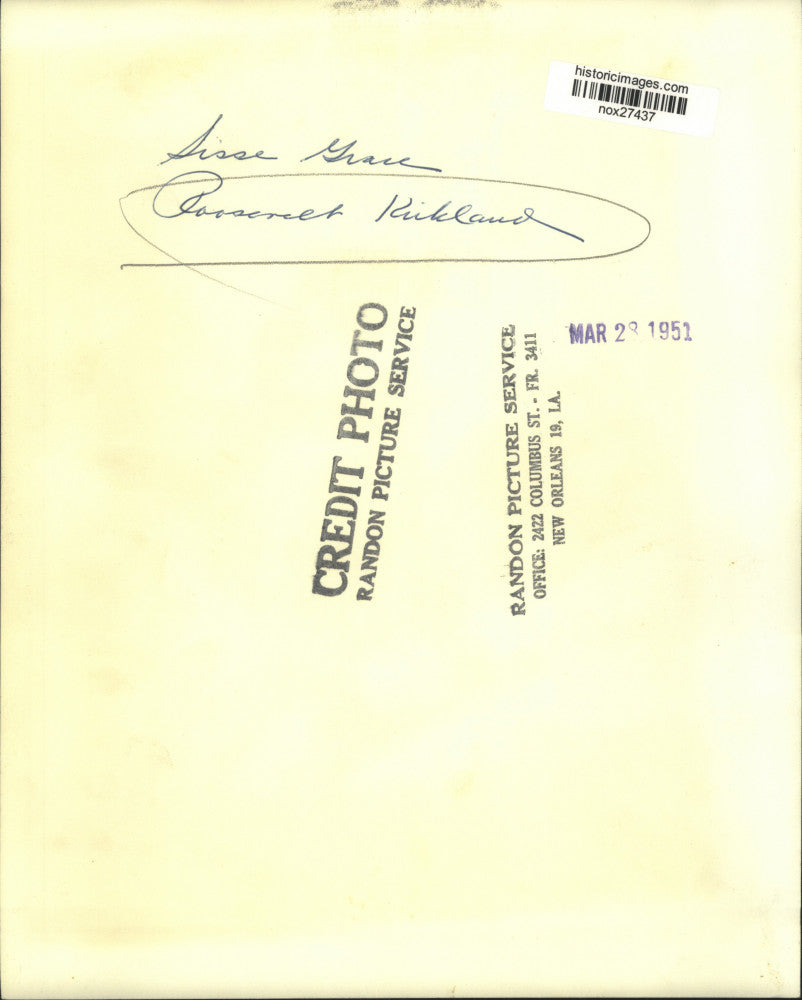 historicimages.com
nox27437
Sisse Grace
Roosevelt Kirkland
MAR 28 1951
CREDIT PHOTO
RANDON PICTURE SERVICE
RANDON PICTURE SERVICE
OFFICE: 2422 COLUMBUS ST. - FR. 3411
NEW ORLEANS 19, LA.